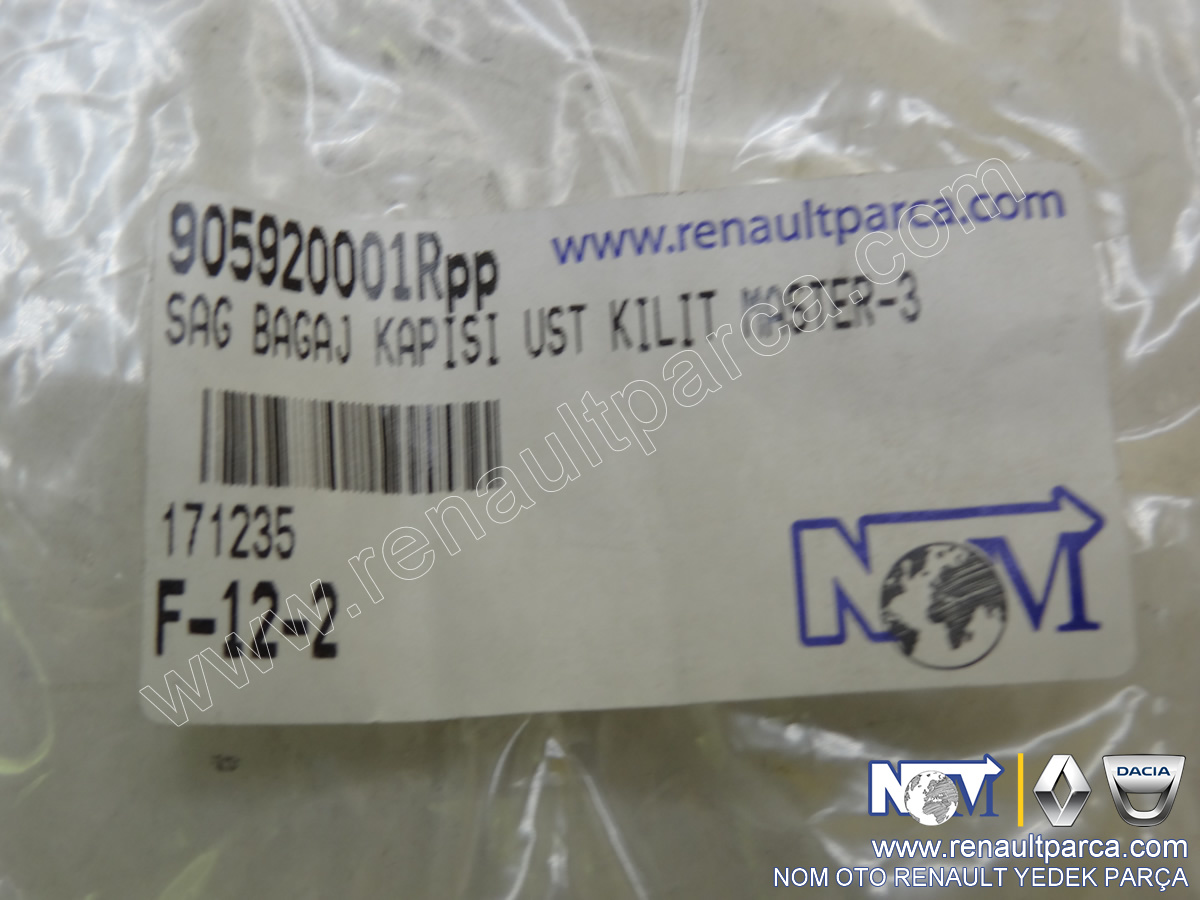 905920001Rpp
www.renaultparca.com
SAG BAGAJ KAPISI UST KILIT MASTER-3
171235
F-12-2
NOM
www.renaultparca.com
NOM
DACIA
www.renaultparca.com
NOM OTO RENAULT YEDEK PARÇA